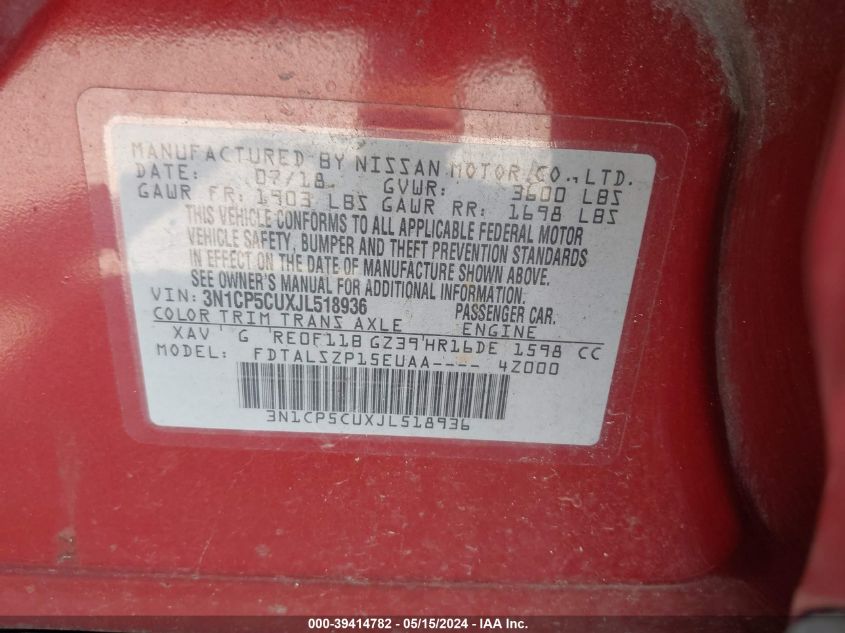 MANUFACTURED BY NISSAN MOTOR CO., LTD.
DATE: 07/18 GVWR: 3600 LBS
GAWR FR: 1903 LBS GAWR RR: 1698 LBS
THIS VEHICLE CONFORMS TO ALL APPLICABLE FEDERAL MOTOR
VEHICLE SAFETY, BUMPER AND THEFT PREVENTION STANDARDS
IN EFFECT ON THE DATE OF MANUFACTURE SHOWN ABOVE.
SEE OWNER'S MANUAL FOR ADDITIONAL INFORMATION.
VIN: 3N1CP5CUXJL518936 PASSENGER CAR.
COLOR TRIM TRANS AXLE ENGINE
XAV ' G 'RE0F11B GZ39'HR16DE 1598 CC
MODEL: FDTALSZP15EUAA---- 4Z000
3N1CP5CUXJL518936
000-39414782 - 05/15/2024 - IAA, Inc.